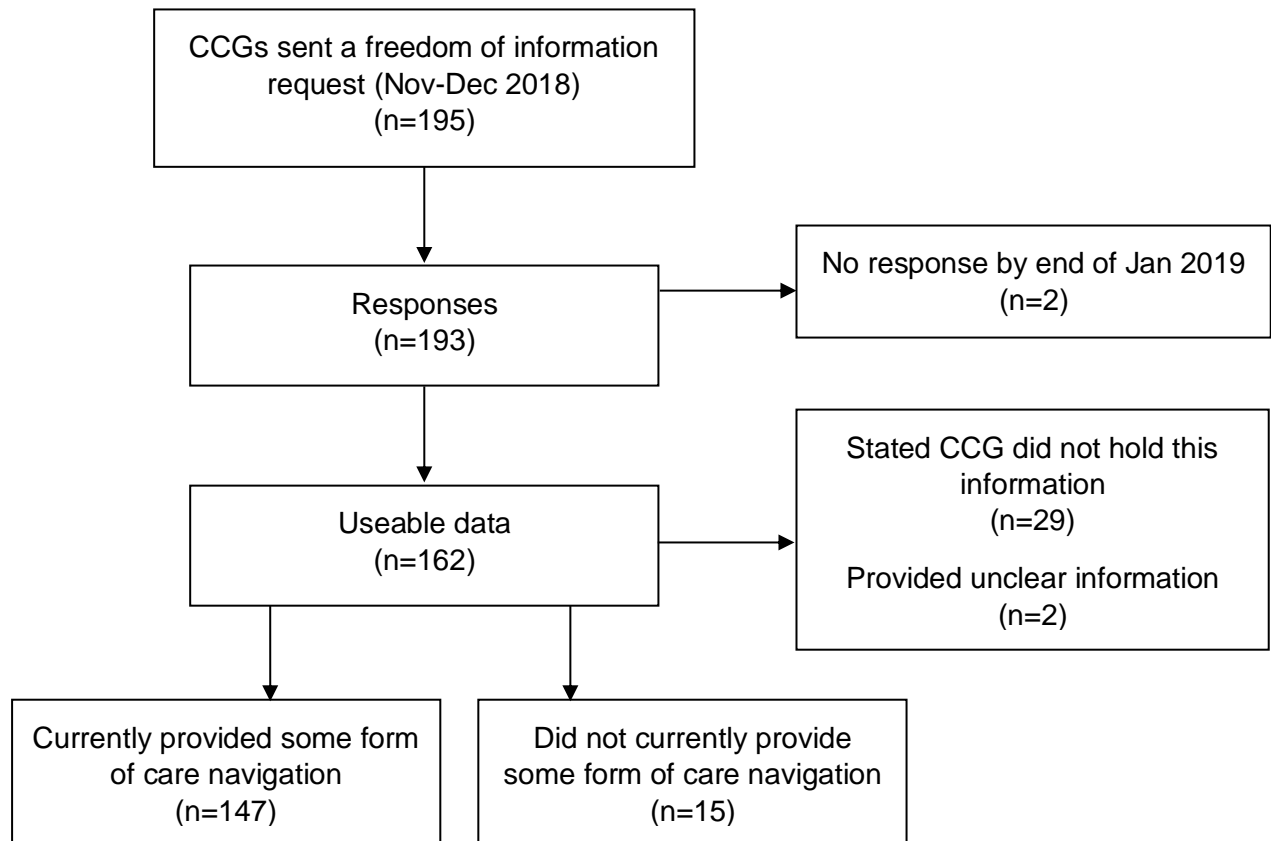 CCGs sent a freedom of information
request (Nov-Dec 2018)
(n=195)
No response by end of Jan 2019
(n=2)
Responses
(n=193)
Stated CCG did not hold this
information
(n=29)
Provided unclear information
(n=2)
Useable data
(n=162)
Currently provided some form
of care navigation
(n=147)
Did not currently provide
some form of care navigation
(n=15)